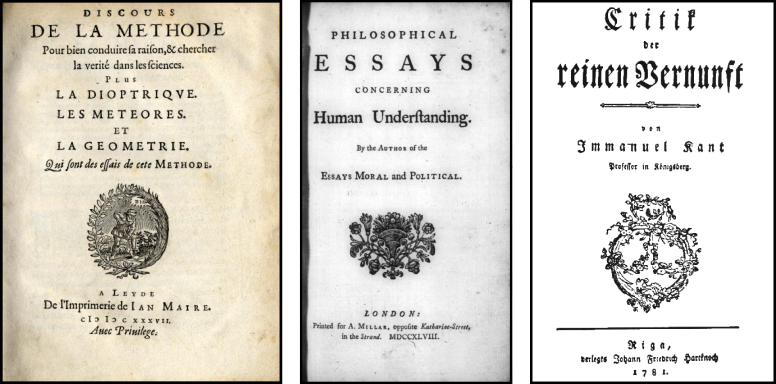 DISCOURS
DE LA METHODE
Pour bien conduire ſa raiſon, & chercher
la verité dans les ſciences.
PLUS
LA DIOPTRIQVE.
LES METEORES.
ET
LA GEOMETRIE.
Qui ſont des eſſais de cete METHODE.
A LEYDE
De l'Imprimerie de IAN MAIRE.
cIↃ IↃ C XXXVII.
Auec Priuilege.
PHILOSOPHICAL
ESSAYS
CONCERNING
Human Underſtanding.
By the AUTHOR of the
ESSAYS MORAL and POLITICAL.
LONDON:
Printed for A. MILLAR, oppoſite Katharine-Street,
in the Strand. MDCCXLVIII.
Critik
der
reinen Vernunft
von
Immanuel Kant
Profeſſor in Königsberg.
Riga,
verlegts Johann Friedrich Hartknoch
1781.